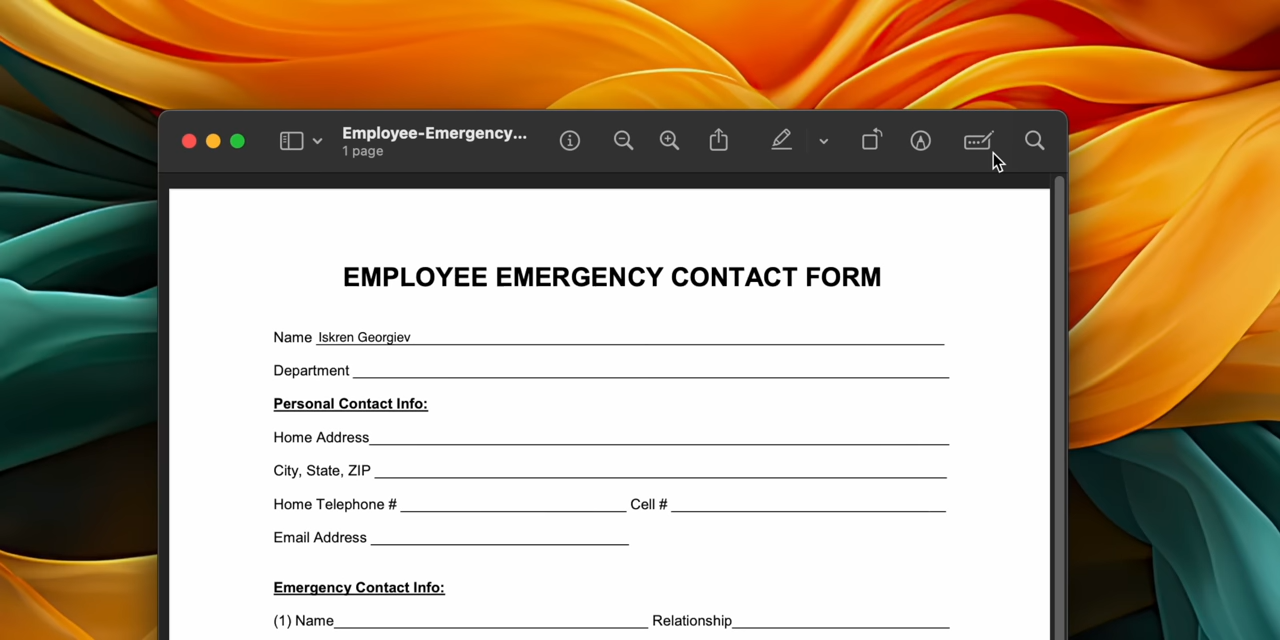 Employee-Emergency...
1 page
EMPLOYEE EMERGENCY CONTACT FORM
Name Iskren Georgiev
Department
Personal Contact Info:
Home Address
City, State, ZIP
Home Telephone # Cell #
Email Address
Emergency Contact Info:
(1) Name Relationship